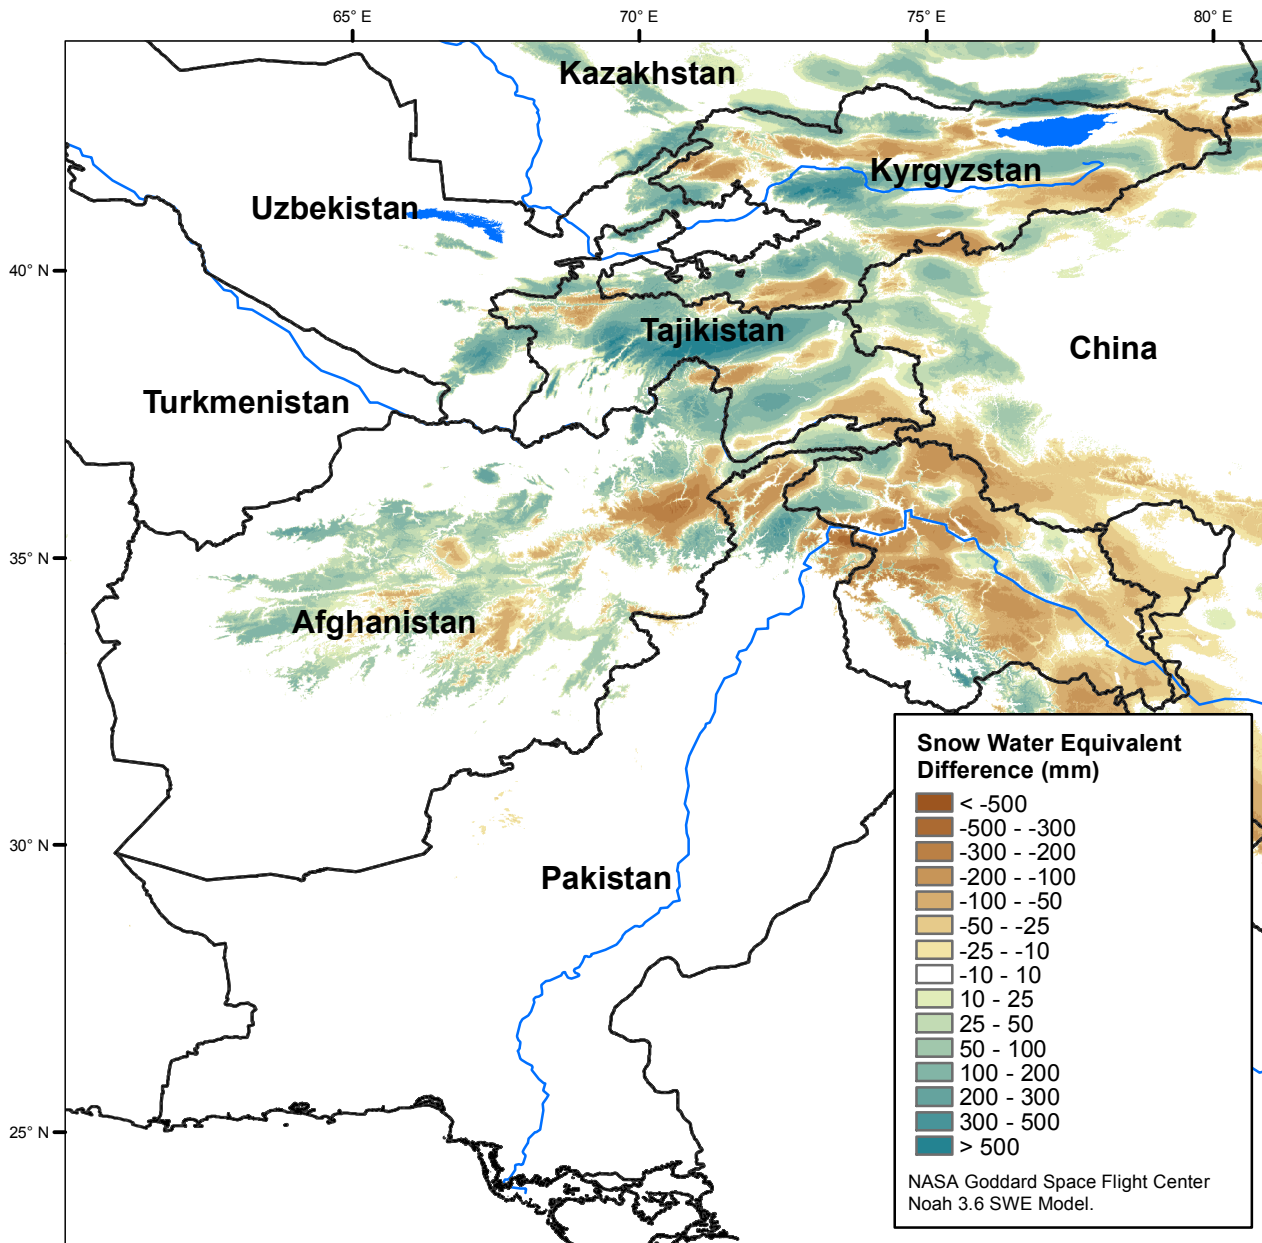 65° E
70° E
75° E
80° E
Kazakhstan
Kyrgyzstan
Uzbekistan
40° N
Tajikistan
China
Turkmenistan
35° N
Afghanistan
30° N
Pakistan
25° N
Snow Water Equivalent
Difference (mm)
< -500
-500 - -300
-300 - -200
-200 - -100
-100 - -50
-50 - -25
-25 - -10
-10 - 10
10 - 25
25 - 50
50 - 100
100 - 200
200 - 300
300 - 500
> 500
NASA Goddard Space Flight Center
Noah 3.6 SWE Model.